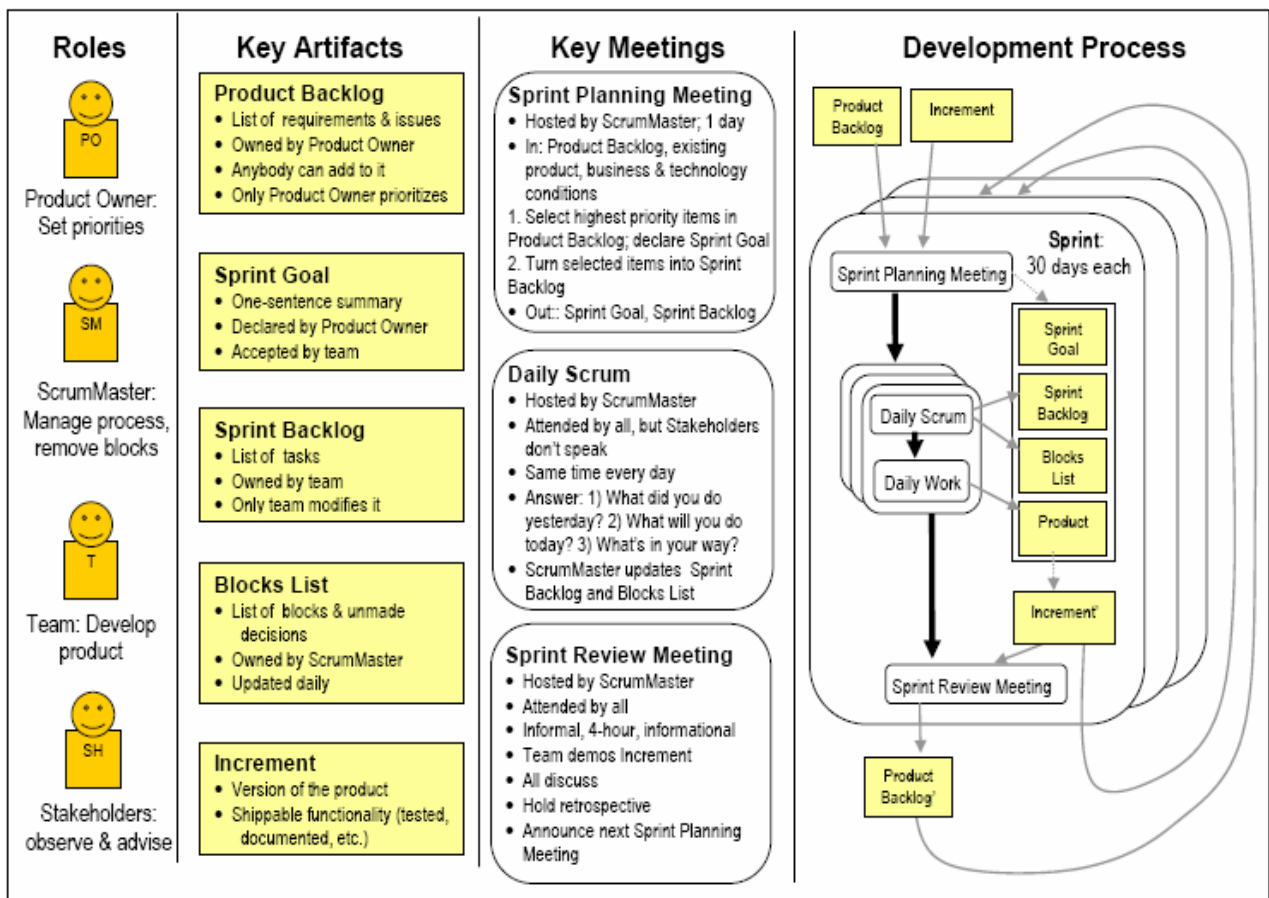 Roles
PO
Product Owner:
Set priorities
SM
ScrumMaster:
Manage process,
remove blocks
T
Team: Develop
product
SH
Stakeholders:
observe & advise
Key Artifacts
Product Backlog
• List of requirements & issues
• Owned by Product Owner
• Anybody can add to it
• Only Product Owner prioritizes
Sprint Goal
• One-sentence summary
• Declared by Product Owner
• Accepted by team
Sprint Backlog
• List of tasks
• Owned by team
• Only team modifies it
Blocks List
• List of blocks & unmade
decisions
• Owned by ScrumMaster
• Updated daily
Increment
• Version of the product
• Shippable functionality (tested,
documented, etc.)
Key Meetings
Sprint Planning Meeting
• Hosted by ScrumMaster; 1 day
• In: Product Backlog, existing
product, business & technology
conditions
1. Select highest priority items in
Product Backlog; declare Sprint Goal
2. Turn selected items into Sprint
Backlog
• Out:: Sprint Goal, Sprint Backlog
Daily Scrum
• Hosted by ScrumMaster
• Attended by all, but Stakeholders
don't speak
• Same time every day
• Answer: 1) What did you do
yesterday? 2) What will you do
today? 3) What's in your way?
• ScrumMaster updates Sprint
Backlog and Blocks List
Sprint Review Meeting
• Hosted by ScrumMaster
• Attended by all
• Informal, 4-hour, informational
• Team demos Increment
• All discuss
• Hold retrospective
• Announce next Sprint Planning
Meeting
Development Process
Product
Backlog
Increment
Sprint:
30 days each
Sprint Planning Meeting
Sprint
Goal
Sprint
Backlog
Blocks
List
Product
Daily Scrum
Daily Work
Increment'
Sprint Review Meeting
Product
Backlog'